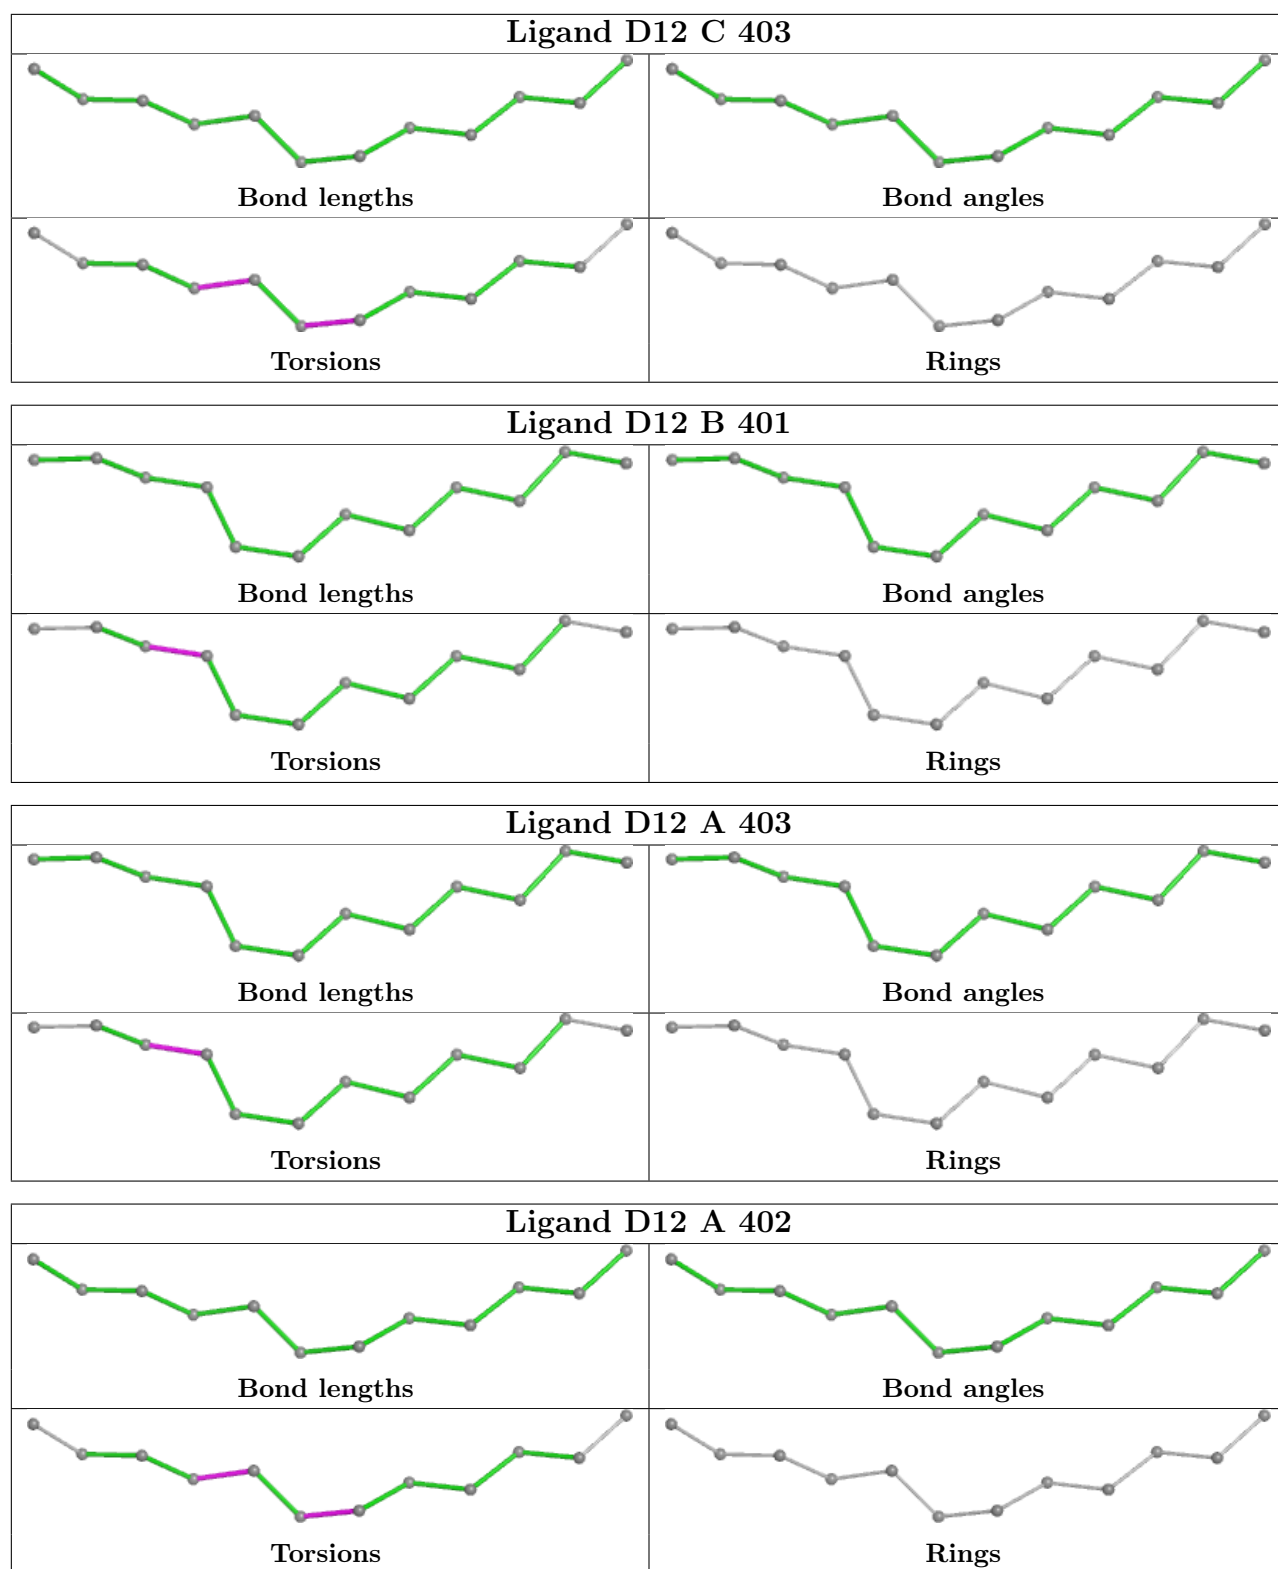 Ligand D12 C 403
Bond lengths
Bond angles
Torsions
Rings
Ligand D12 B 401
Bond lengths
Bond angles
Torsions
Rings
Ligand D12 A 403
Bond lengths
Bond angles
Torsions
Rings
Ligand D12 A 402
Bond lengths
Bond angles
Torsions
Rings